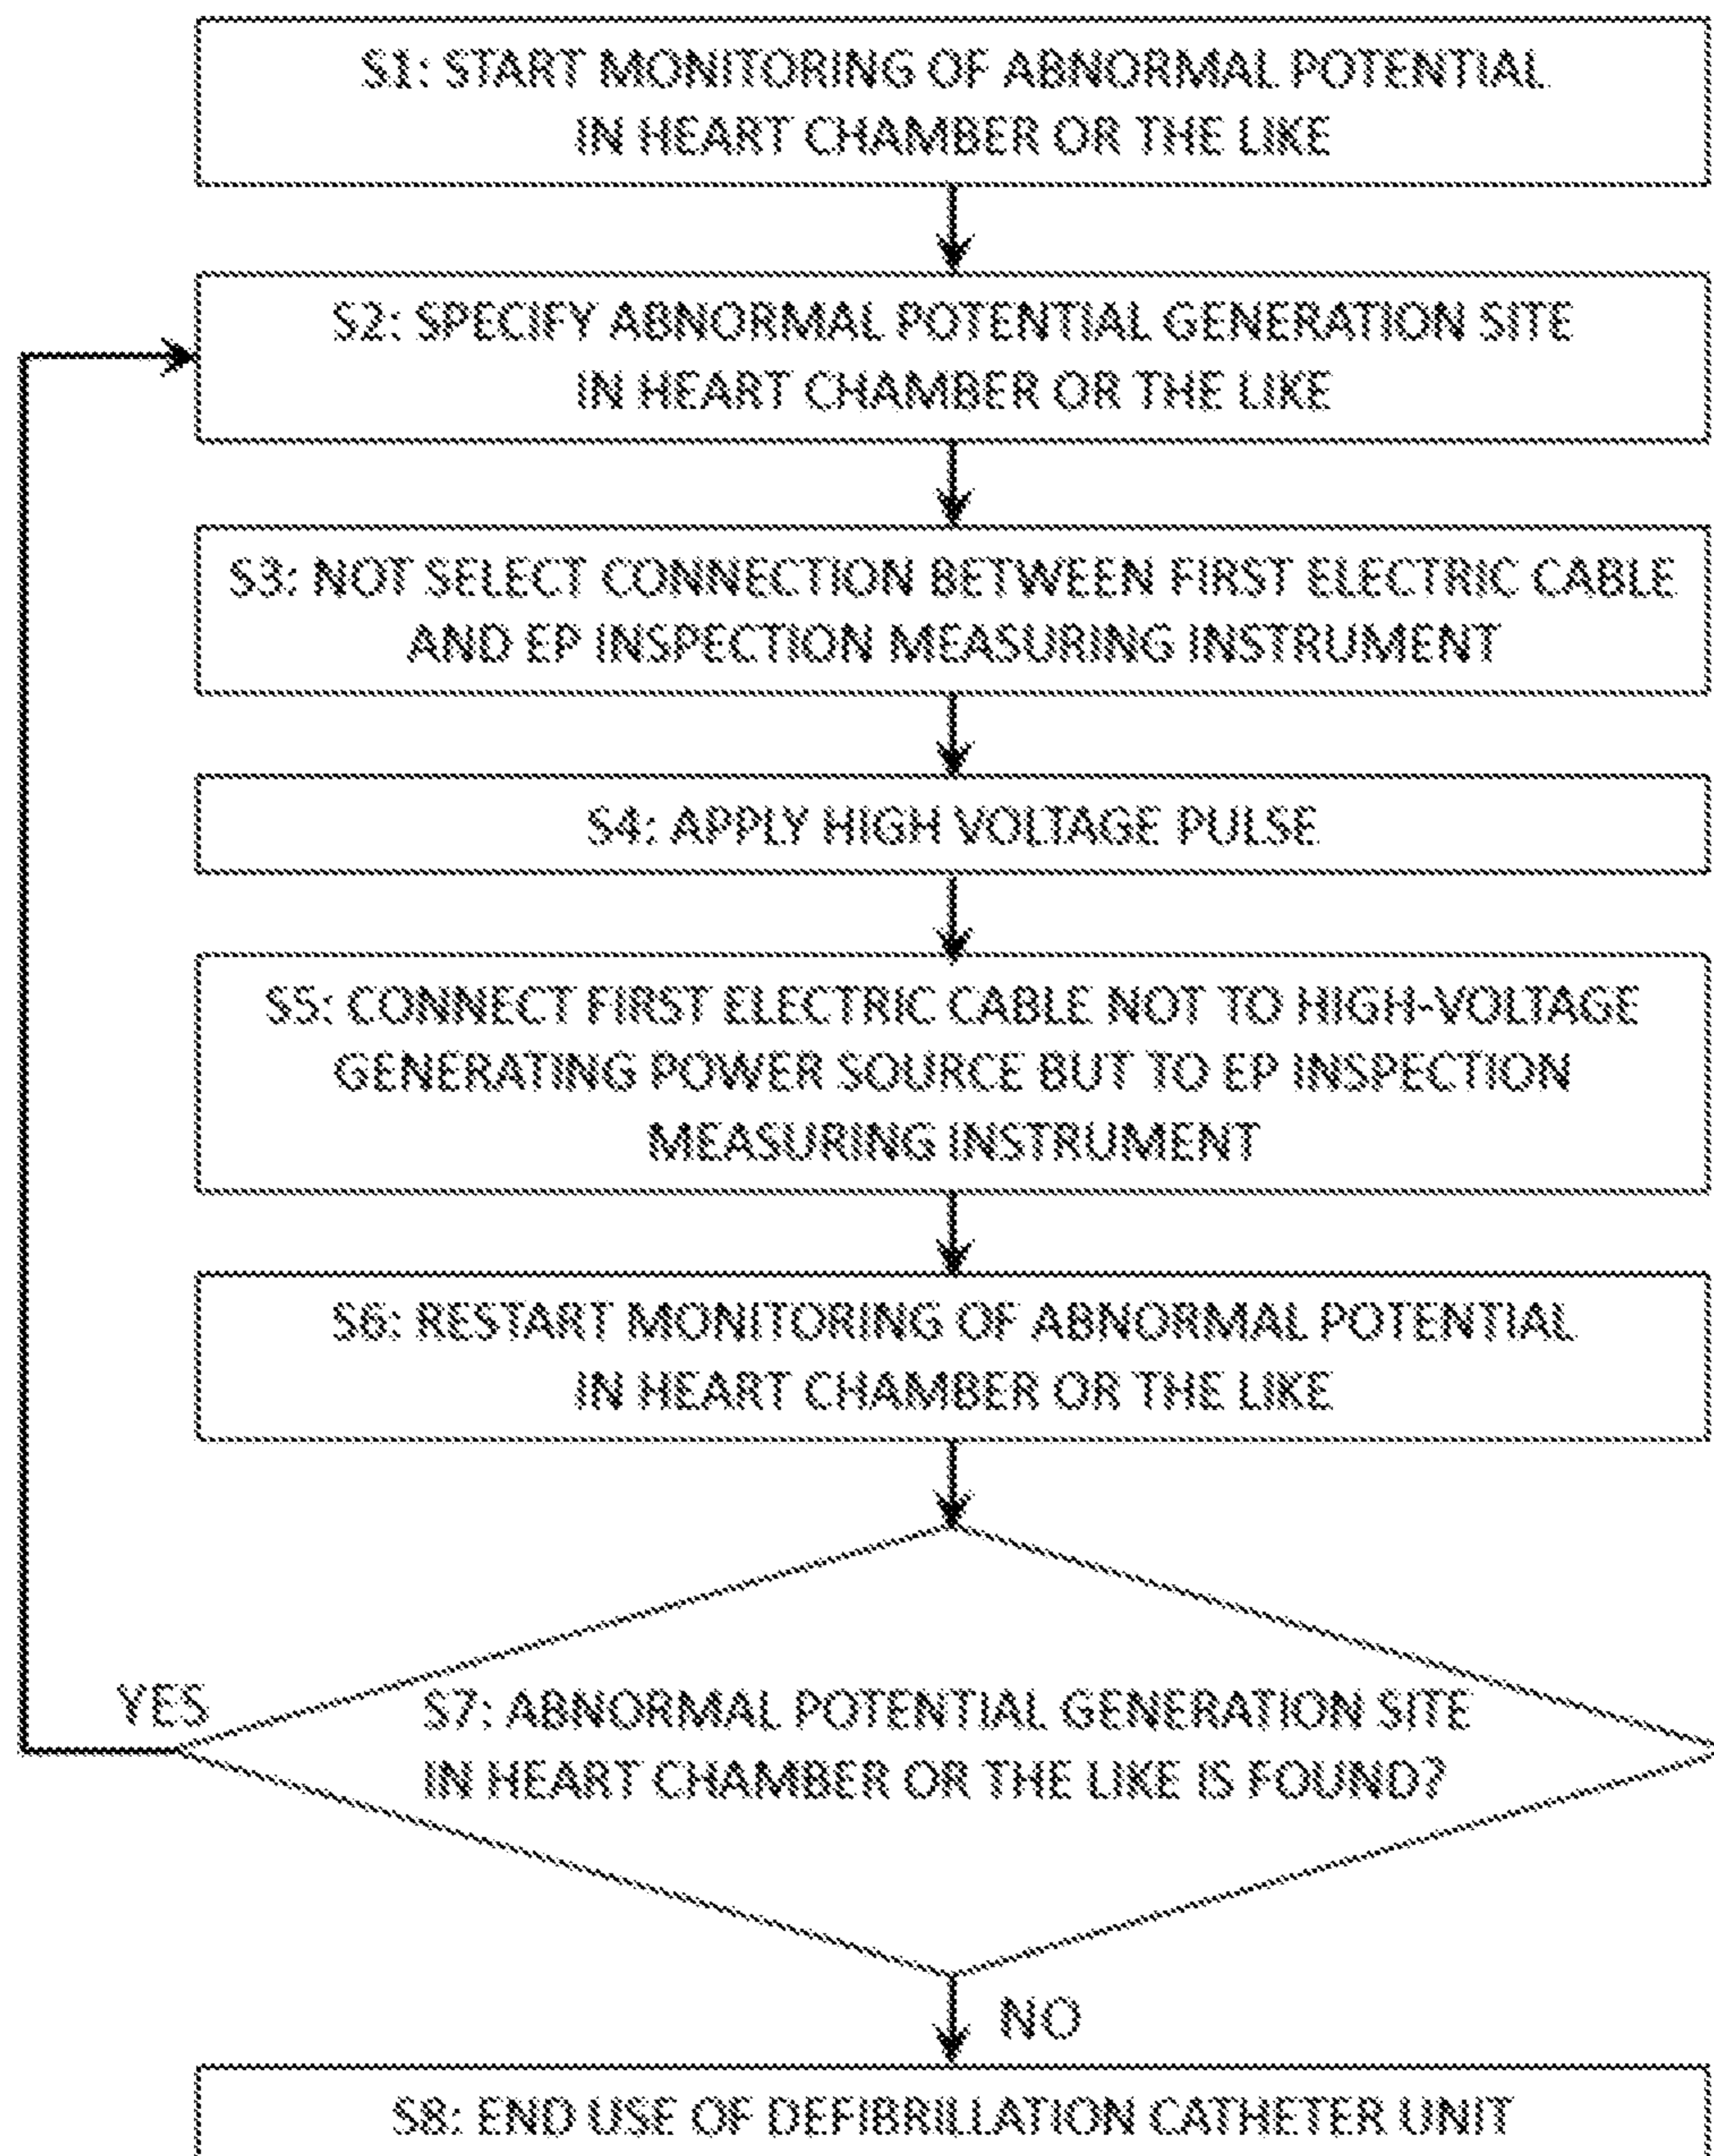 S1: START MONITORING OF ABNORMAL POTENTIAL
IN HEART CHAMBER OR THE LIKE
S2: SPECIFY ABNORMAL POTENTIAL GENERATION SITE
IN HEART CHAMBER OR THE LIKE
S3: NOT SELECT CONNECTION BETWEEN FIRST ELECTRIC CABLE
AND EP INSPECTION MEASURING INSTRUMENT
S4: APPLY HIGH VOLTAGE PULSE
S5: CONNECT FIRST ELECTRIC CABLE NOT TO HIGH-VOLTAGE
GENERATING POWER SOURCE BUT TO EP INSPECTION
MEASURING INSTRUMENT
S6: RESTART MONITORING OF ABNORMAL POTENTIAL
IN HEART CHAMBER OR THE LIKE
YES
S7: ABNORMAL POTENTIAL GENERATION SITE
IN HEART CHAMBER OR THE LIKE IS FOUND?
NO
S8: END USE OF DEFIBRILLATION CATHETER UNIT